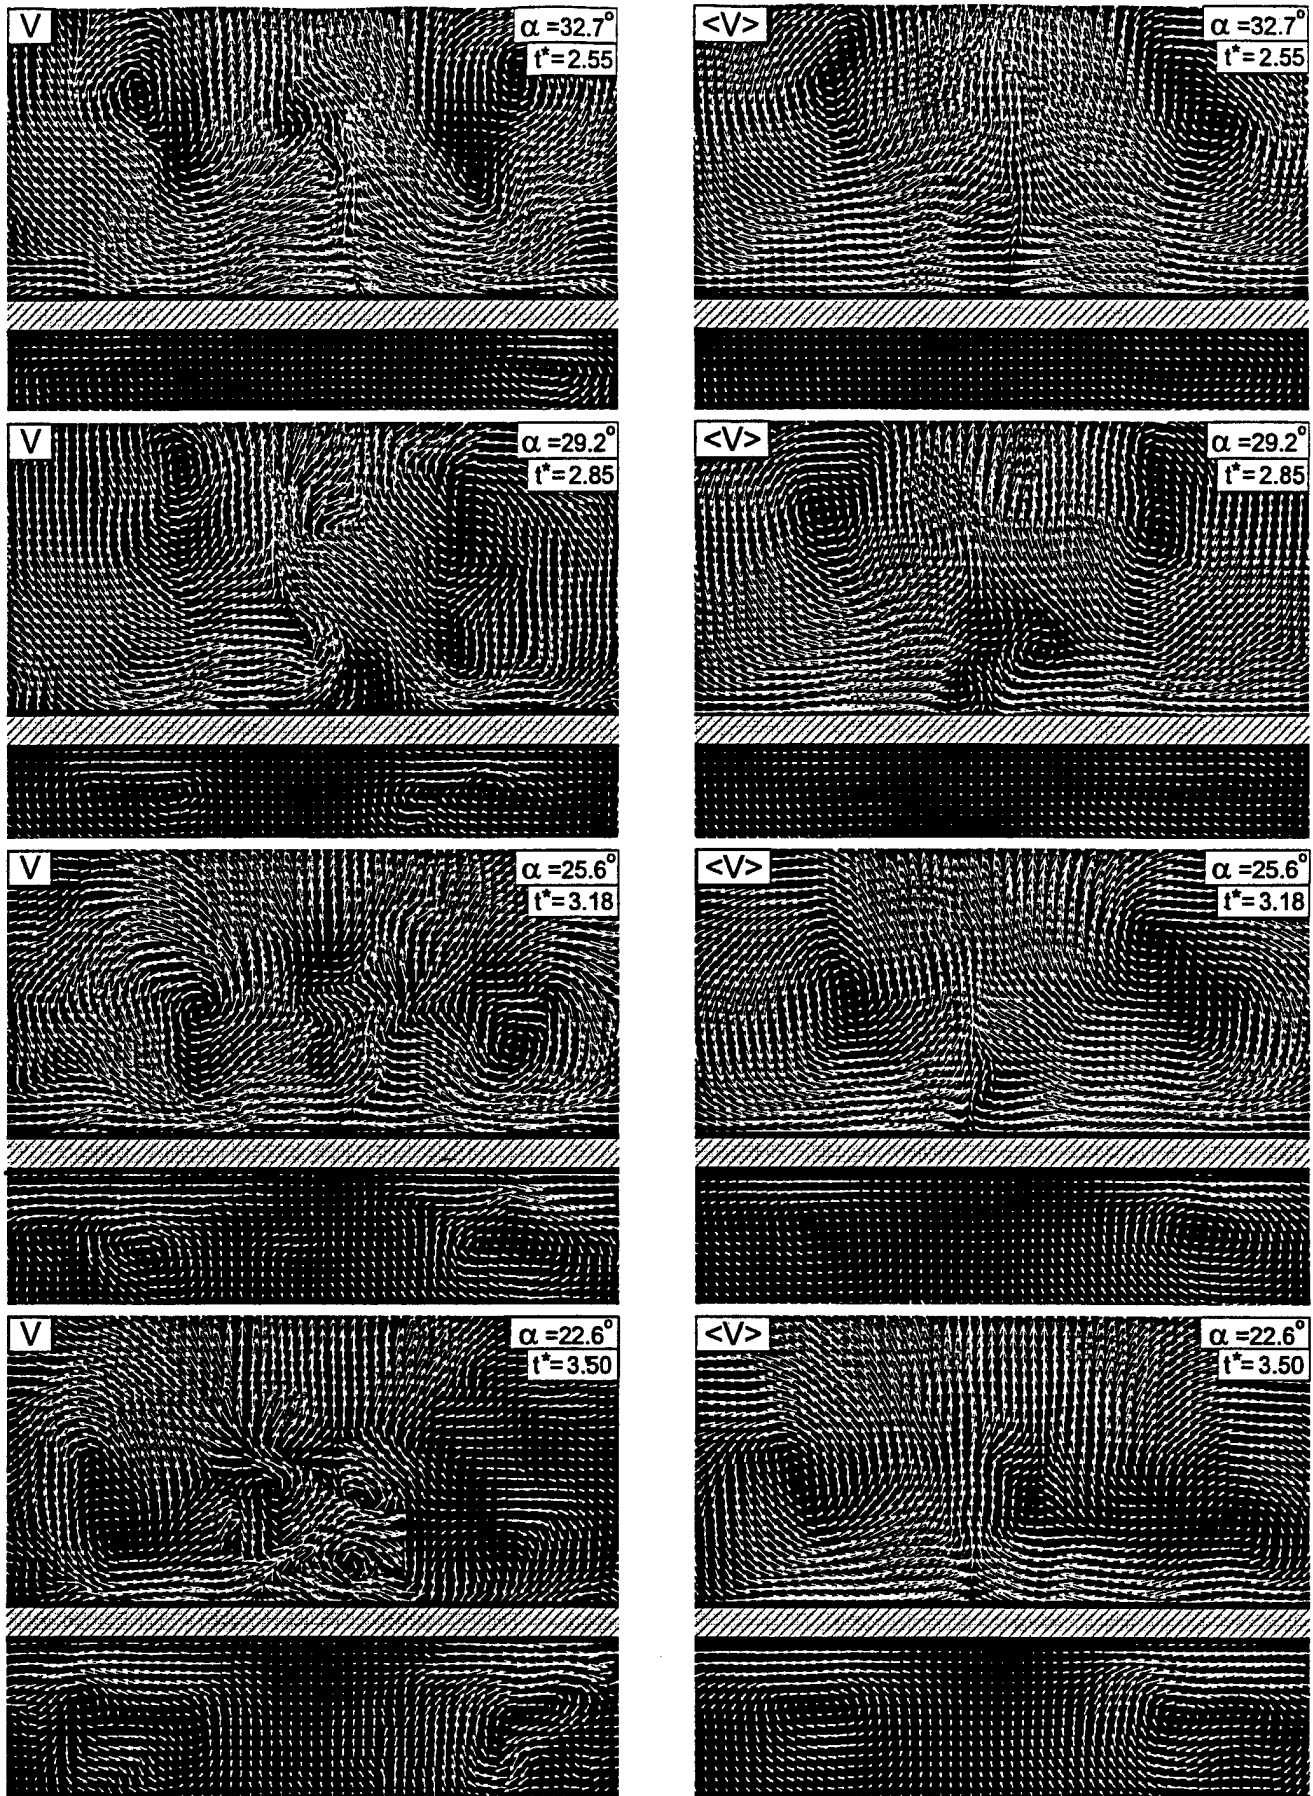 V α =32.7°
t*=2.55
<V> α =32.7°
t*=2.55
V α =29.2°
t*=2.85
<V> α =29.2°
t*=2.85
V α =25.6°
t*=3.18
<V> α =25.6°
t*=3.18
V α =22.6°
t*=3.50
<V> α =22.6°
t*=3.50